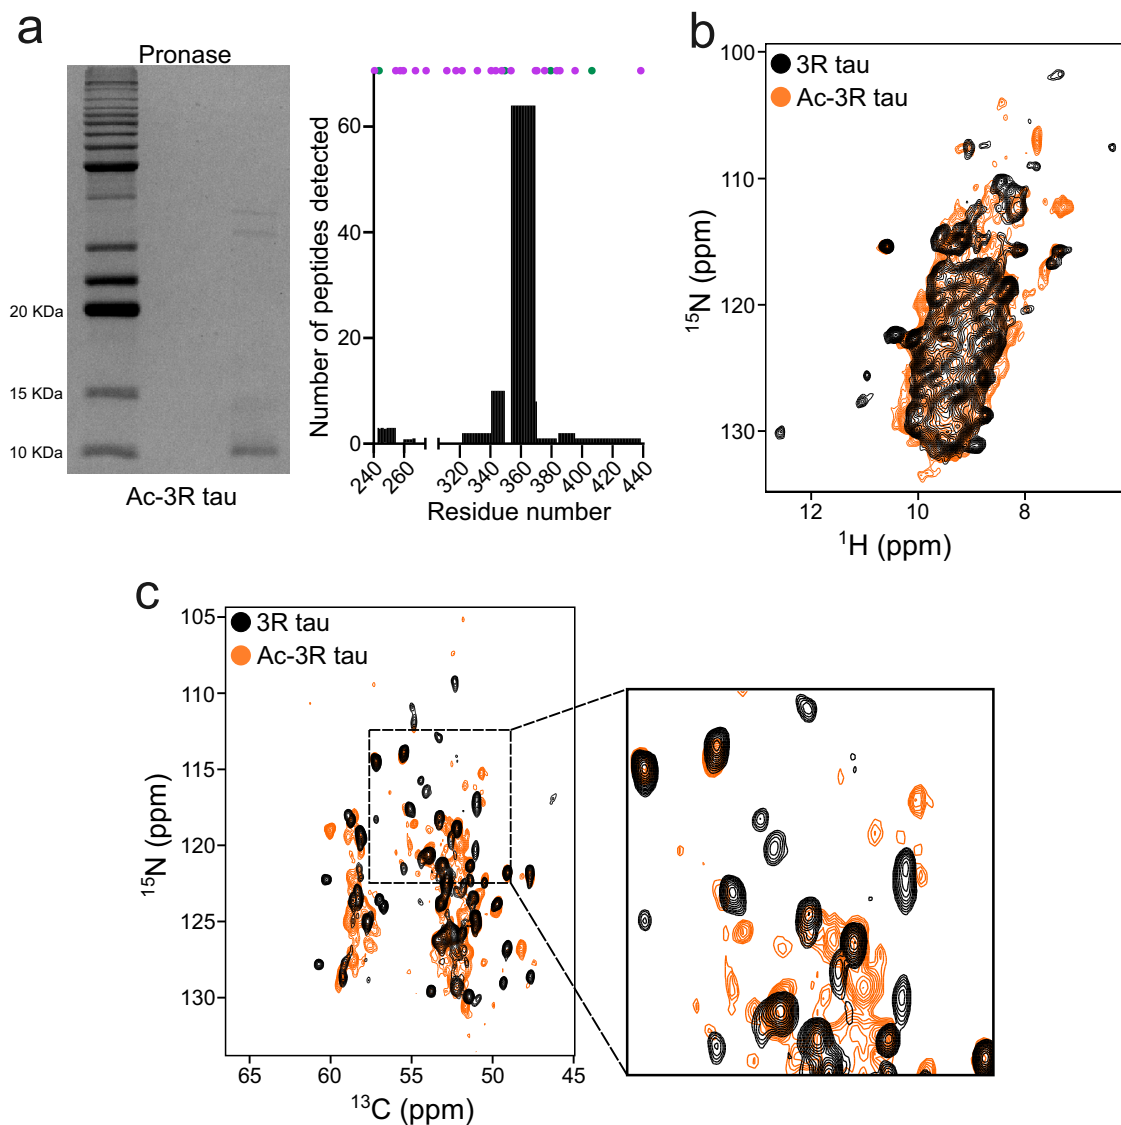 a
Pronase
20 KDa
15 KDa
10 KDa
Ac-3R tau
Number of peptides detected
60
40
20
0
240
260
320
340
360
380
400
420
440
Residue number
b
3R tau
Ac-3R tau
100
110
120
130
15N (ppm)
12
10
8
1H (ppm)
c
3R tau
Ac-3R tau
105
110
115
120
125
130
15N (ppm)
65
60
55
50
45
13C (ppm)